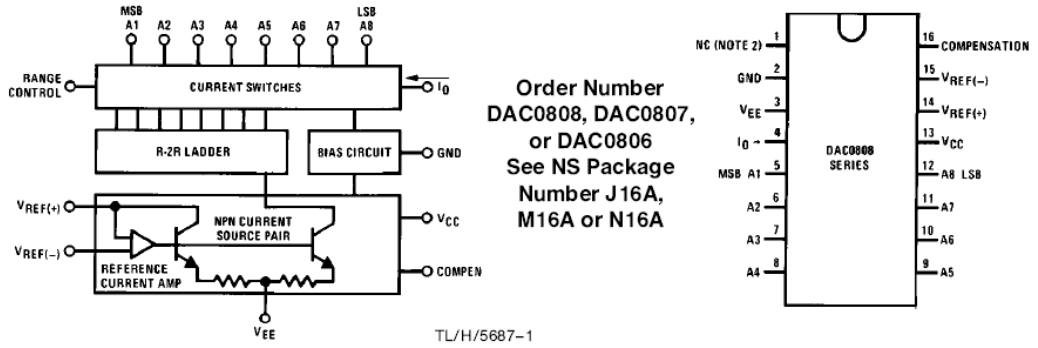 MSB
A1
A2
A3
A4
A5
A6
A7
LSB
A8
RANGE
CONTROL
CURRENT SWITCHES
I0
R-2R LADDER
BIAS CIRCUIT
GND
VREF(+)
NPN CURRENT
SOURCE PAIR
VCC
VREF(−)
REFERENCE
CURRENT AMP
COMPEN
VEE
TL/H/5687–1
Order Number
DAC0808, DAC0807,
or DAC0806
See NS Package
Number J16A,
M16A or N16A
NC (NOTE 2) 1
GND 2
VEE 3
I0 → 4
MSB A1 5
A2 6
A3 7
A4 8
DAC0808
SERIES
16 COMPENSATION
15 VREF(−)
14 VREF(+)
13 VCC
12 A8 LSB
11 A7
10 A6
9 A5